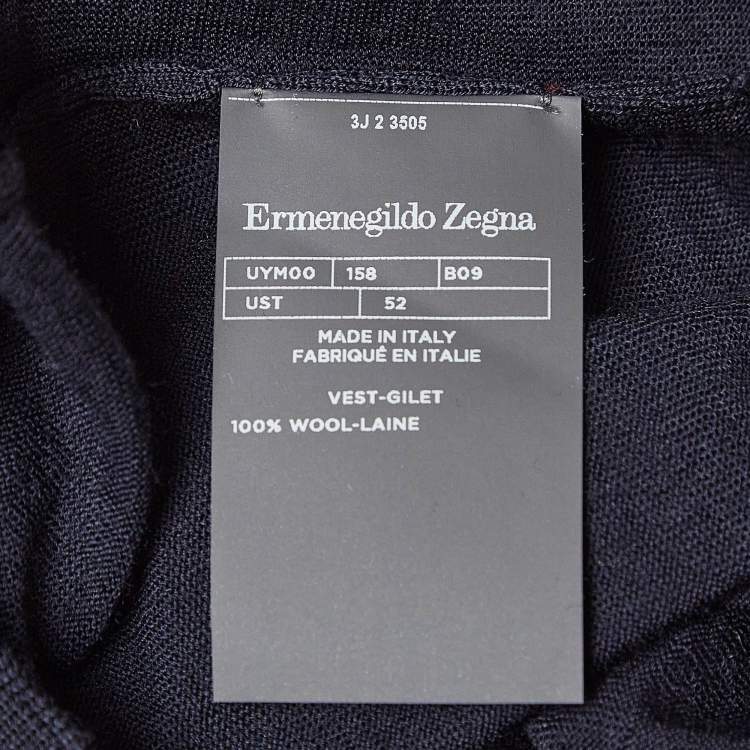 3J 2 3505
Ermenegildo Zegna
UYM00 158 B09
UST 52
MADE IN ITALY
FABRIQUÉ EN ITALIE
VEST-GILET
100% WOOL-LAINE